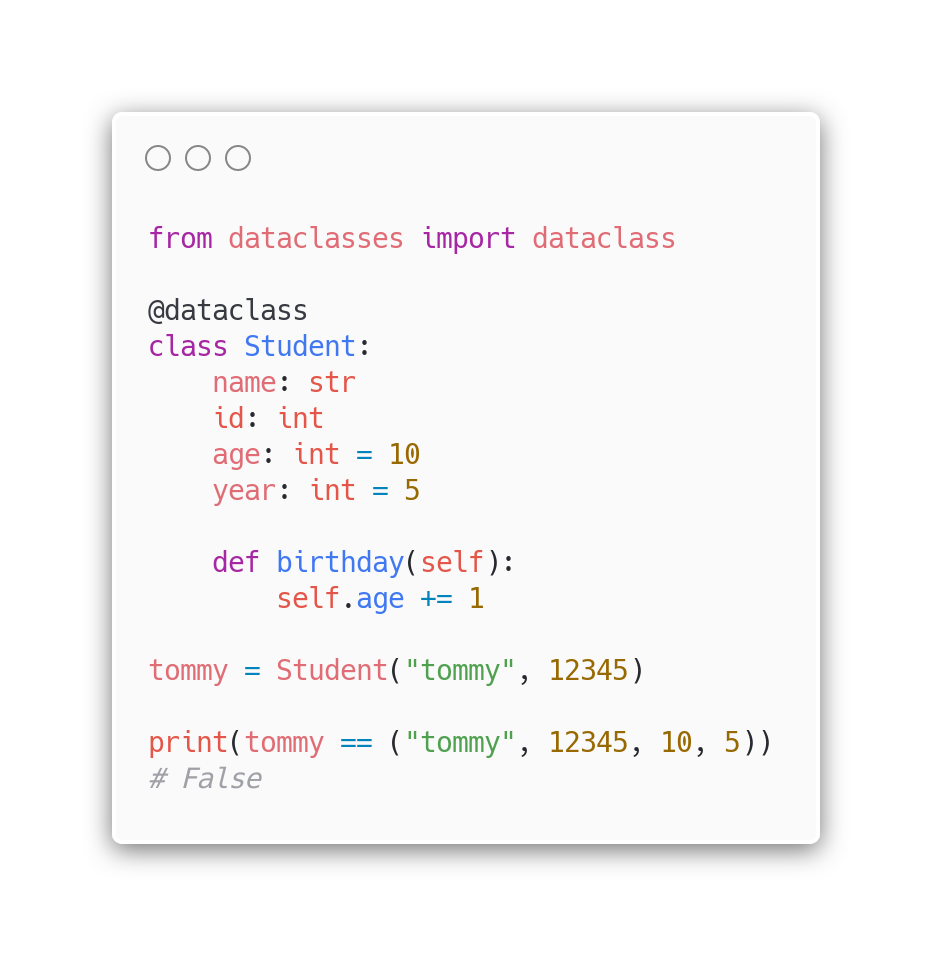 from dataclasses import dataclass
@dataclass
class Student:
    name: str
    id: int
    age: int = 10
    year: int = 5
    def birthday(self):
        self.age += 1
tommy = Student("tommy", 12345)
print(tommy == ("tommy", 12345, 10, 5))
# False